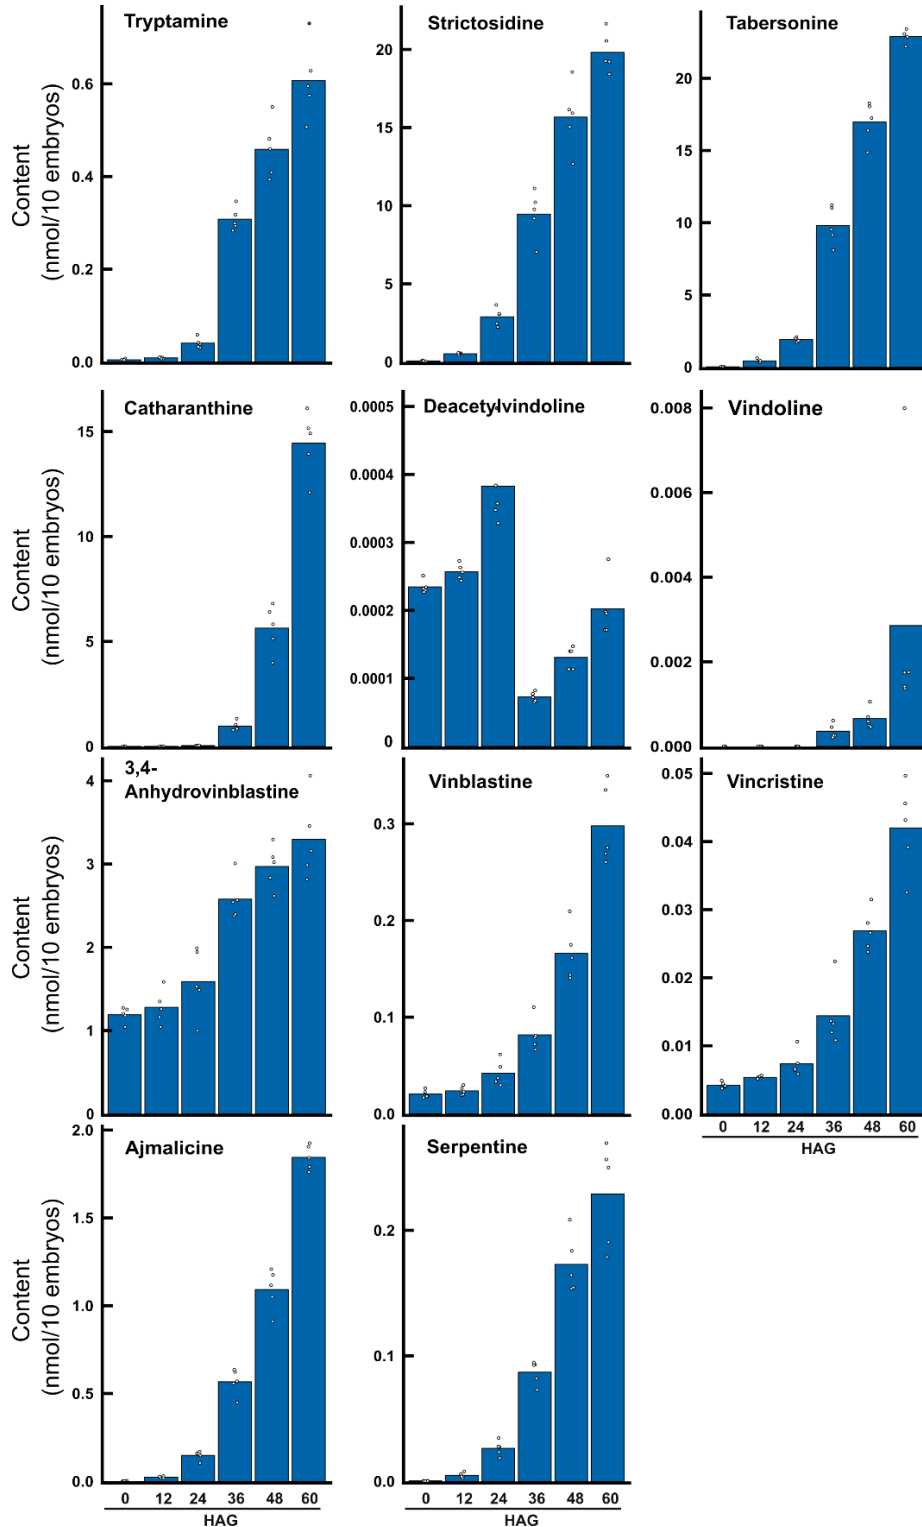 Tryptamine
Strictosidine
Tabersonine
Content
(nmol/10 embryos)
0.6
0.4
0.2
0.0
20
15
10
5
0
20
15
10
5
0
Catharanthine
Deacetylvindoline
Vindoline
Content
(nmol/10 embryos)
15
10
5
0
0.0005
0.0004
0.0003
0.0002
0.0001
0
0.008
0.006
0.004
0.002
0.000
3,4-
Anhydrovinblastine
Vinblastine
Vincristine
Content
(nmol/10 embryos)
4
3
2
1
0
0.3
0.2
0.1
0.0
0.05
0.04
0.03
0.02
0.01
0.00
0 12 24 36 48 60
HAG
Ajmalicine
Serpentine
Content
(nmol/10 embryos)
2.0
1.5
1.0
0.5
0.0
0.2
0.1
0.0
0 12 24 36 48 60
HAG
0 12 24 36 48 60
HAG